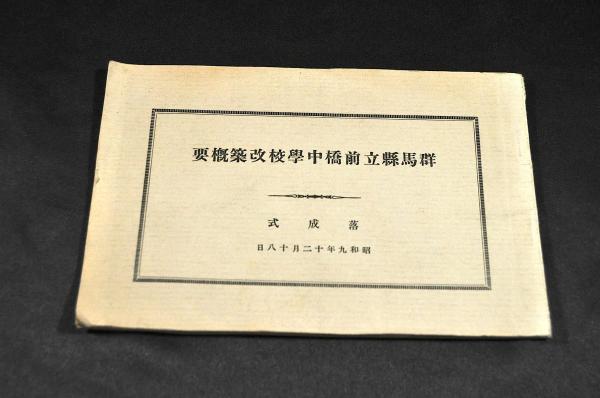 群馬縣立前橋中學校改築概要
落成式
昭和九年十二月十八日